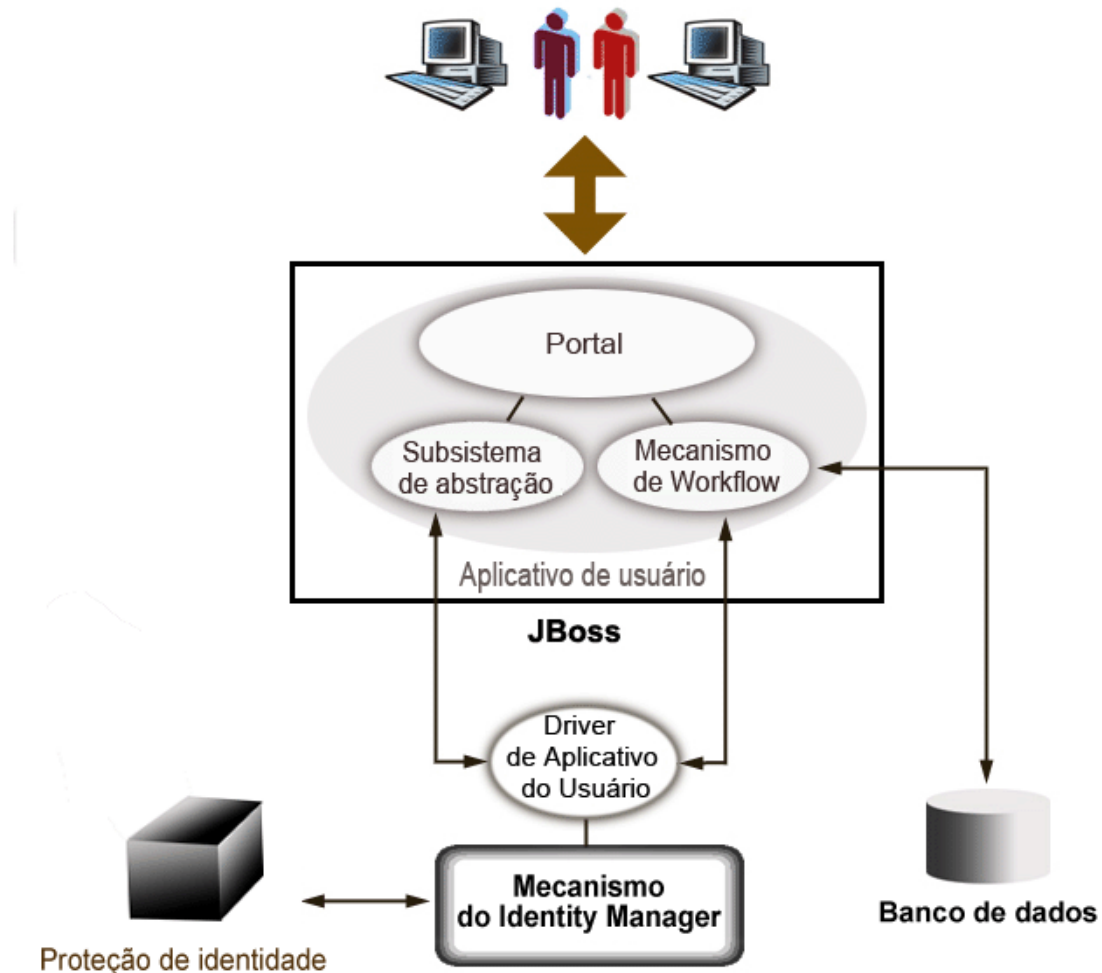 Portal
Subsistema
de abstração
Mecanismo
de Workflow
Aplicativo de usuário
JBoss
Driver
de Aplicativo
do Usuário
Mecanismo
do Identity Manager
Banco de dados
Proteção de identidade